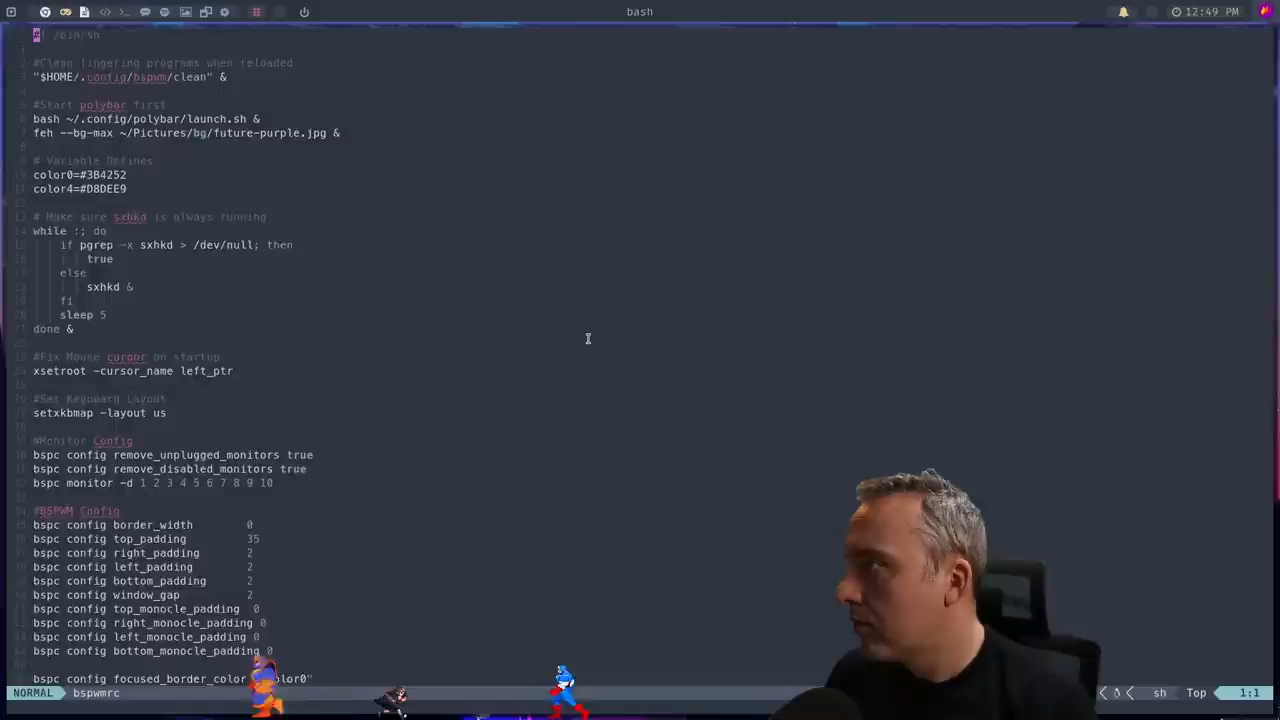 bash
12:49 PM
#! /bin/sh
#Clean lingering programs when reloaded
"$HOME/.config/bspwm/clean" &
#Start polybar first
bash ~/.config/polybar/launch.sh &
feh --bg-max ~/Pictures/bg/future-purple.jpg &
# Variable Defines
color0=#3B4252
color4=#D8DEE9
# Make sure sxhkd is always running
while :; do
if pgrep -x sxhkd > /dev/null; then
true
else
sxhkd &
fi
sleep 5
done &
#Fix Mouse cursor on startup
xsetroot -cursor_name left_ptr
#Set Keyboard Layout
setxkbmap -layout us
#Monitor Config
bspc config remove_unplugged_monitors true
bspc config remove_disabled_monitors true
bspc monitor -d 1 2 3 4 5 6 7 8 9 10
#BSPWM Config
bspc config border_width 0
bspc config top_padding 35
bspc config right_padding 2
bspc config left_padding 2
bspc config bottom_padding 2
bspc config window_gap 2
bspc config top_monocle_padding 0
bspc config right_monocle_padding 0
bspc config left_monocle_padding 0
bspc config bottom_monocle_padding 0
bspc config focused_border_color olor0"
NORMAL bspwmrc sh Top 1:1